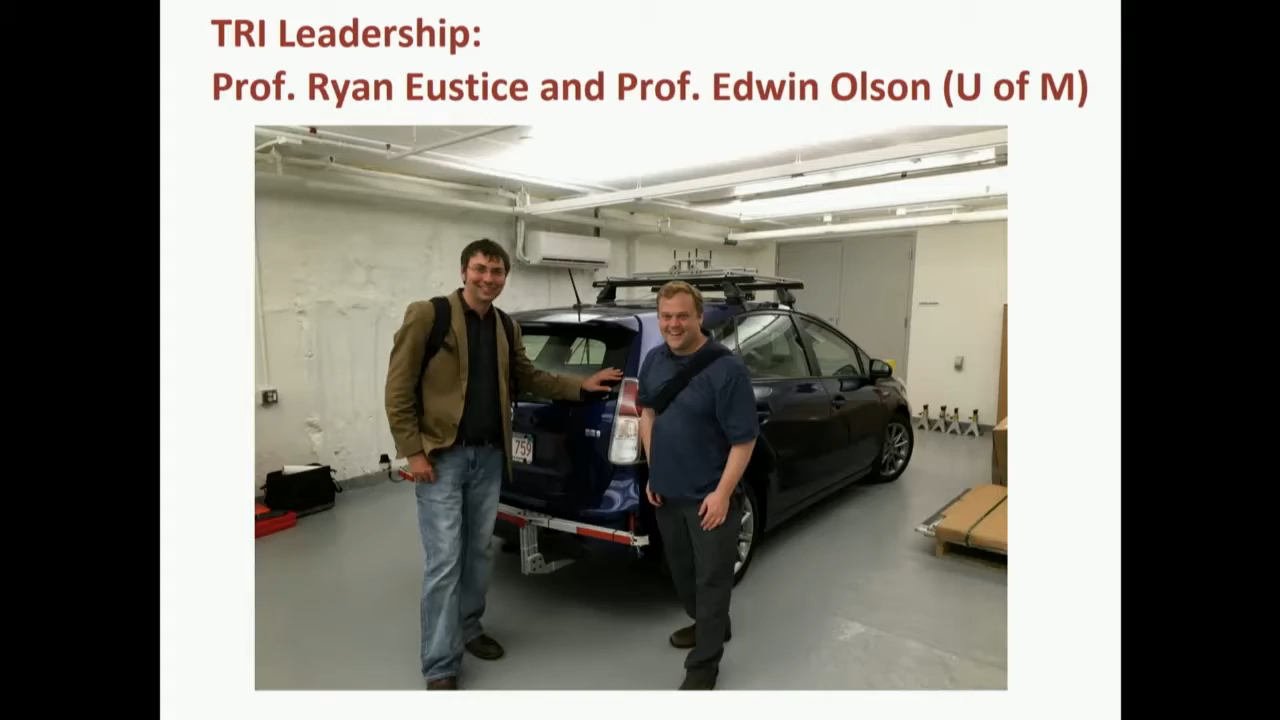 TRI Leadership:
Prof. Ryan Eustice and Prof. Edwin Olson (U of M)
759